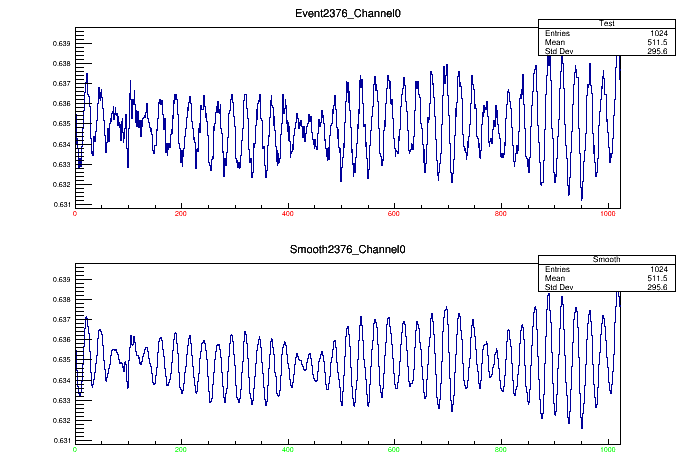 Event2376_Channel0
Test
Entries 1024
Mean 511.5
Std Dev 295.6
0.639
0.638
0.637
0.636
0.635
0.634
0.633
0.632
0.631
0 200 400 600 800 1000
Smooth2376_Channel0
Smooth
Entries 1024
Mean 511.5
Std Dev 295.6
0.639
0.638
0.637
0.636
0.635
0.634
0.633
0.632
0.631
0 200 400 600 800 1000